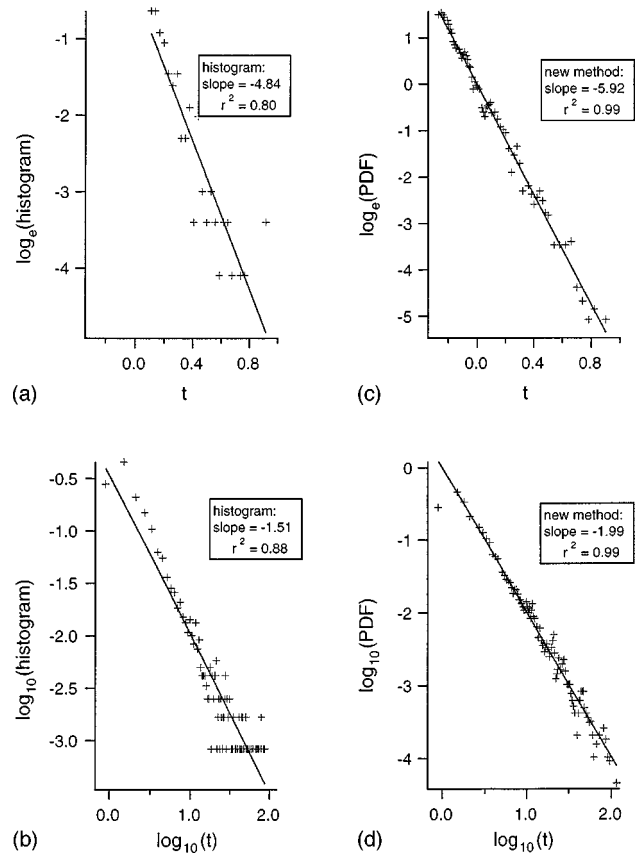 -1
-2
-3
-4
log_e(histogram)
histogram:
slope = -4.84
r² = 0.80
0.0
0.4
0.8
(a)
t
1
0
-1
-2
-3
-4
-5
log_e(PDF)
new method:
slope = -5.92
r² = 0.99
0.0
0.4
0.8
(c)
t
-0.5
-1.0
-1.5
-2.0
-2.5
-3.0
log₁₀(histogram)
histogram:
slope = -1.51
r² = 0.88
0.0
1.0
2.0
(b)
log₁₀(t)
0
-1
-2
-3
-4
log₁₀(PDF)
new method:
slope = -1.99
r² = 0.99
0.0
1.0
2.0
(d)
log₁₀(t)